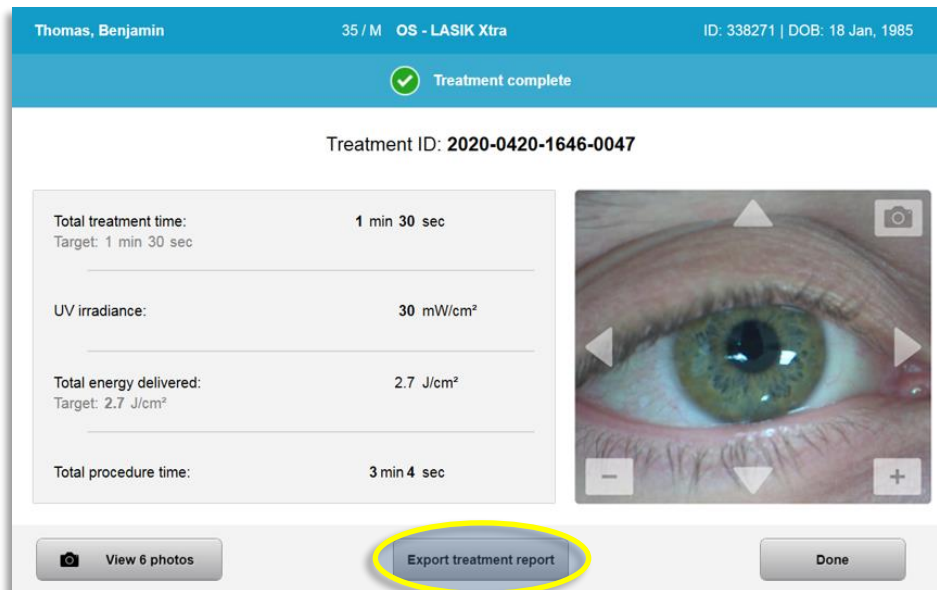 Thomas, Benjamin 35 / M OS - LASIK Xtra ID: 338271 | DOB: 18 Jan, 1985
Treatment complete
Treatment ID: 2020-0420-1646-0047
Total treatment time: 1 min 30 sec
Target: 1 min 30 sec
UV irradiance: 30 mW/cm²
Total energy delivered: 2.7 J/cm²
Target: 2.7 J/cm²
Total procedure time: 3 min 4 sec
View 6 photos Export treatment report Done